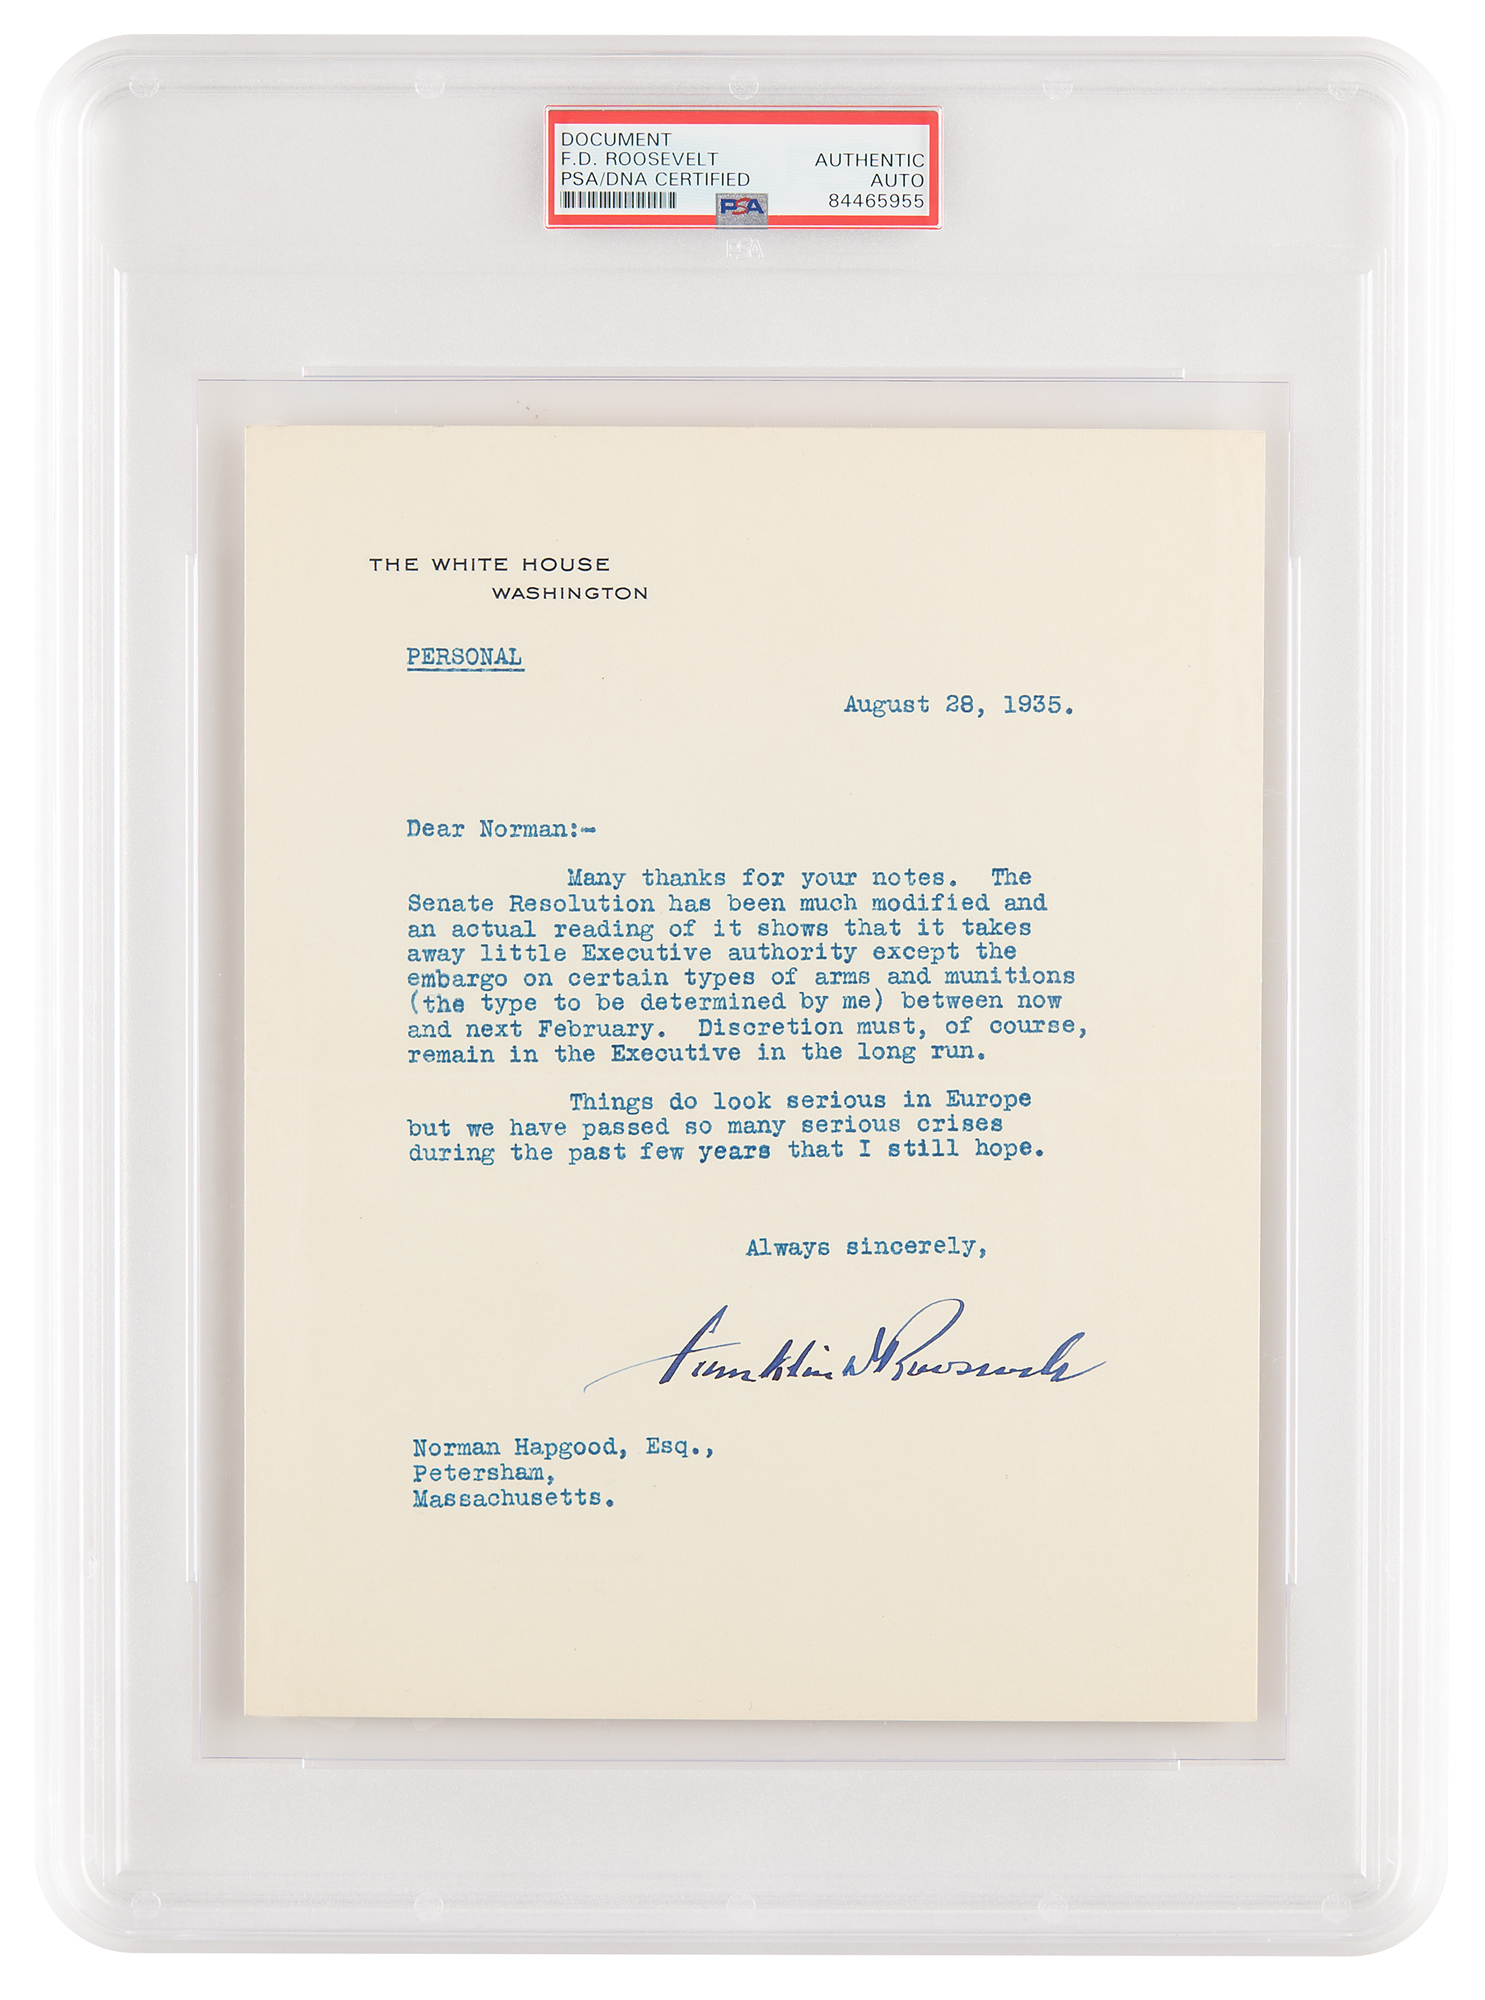 DOCUMENT
F.D. ROOSEVELT
PSA/DNA CERTIFIED
AUTHENTIC
AUTO
84465955
PSA
PSA
THE WHITE HOUSE
WASHINGTON
PERSONAL
August 28, 1935.
Dear Norman:-
Many thanks for your notes. The
Senate Resolution has been much modified and
an actual reading of it shows that it takes
away little Executive authority except the
embargo on certain types of arms and munitions
(the type to be determined by me) between now
and next February. Discretion must, of course,
remain in the Executive in the long run.
Things do look serious in Europe
but we have passed so many serious crises
during the past few years that I still hope.
Always sincerely,
Franklin D Roosevelt
Norman Hapgood, Esq.,
Petersham,
Massachusetts.